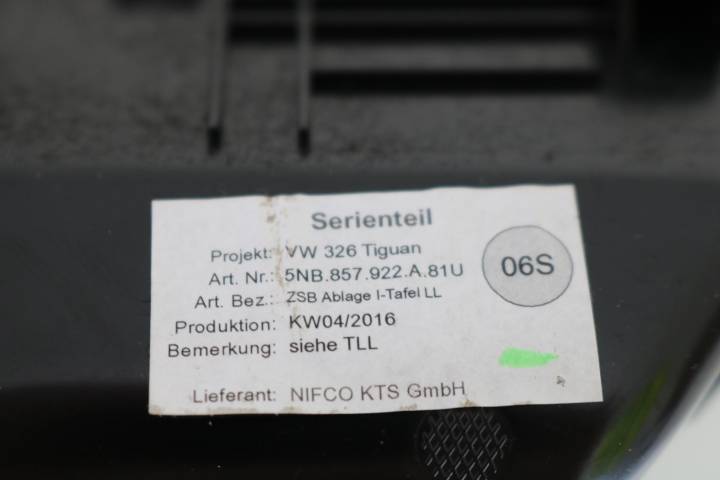 Serienteil
Projekt: VW 326 Tiguan
Art. Nr.: 5NB.857.922.A.81U
06S
Art. Bez.: ZSB Ablage I-Tafel LL
Produktion: KW04/2016
Bemerkung: siehe TLL
Lieferant: NIFCO KTS GmbH